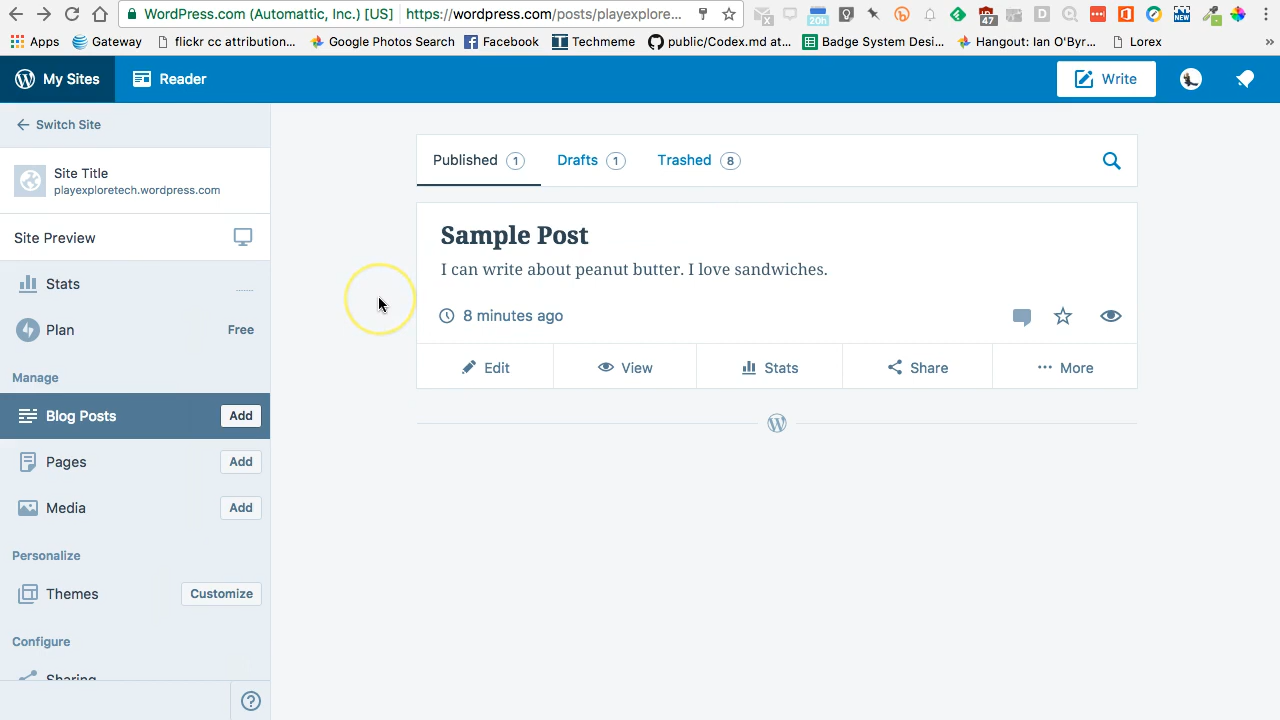 WordPress.com (Automattic, Inc.) [US] https://wordpress.com/posts/playexplore...
20h 47 NEW
Apps Gateway flickr cc attribution... Google Photos Search Facebook Techmeme public/Codex.md at... Badge System Desi... Hangout: Ian O'Byr... Lorex »
My Sites Reader Write
Switch Site
Site Title
playexploretech.wordpress.com
Site Preview
Stats
Plan Free
Manage
Blog Posts Add
Pages Add
Media Add
Personalize
Themes Customize
Configure
Sharing
Published 1 Drafts 1 Trashed 8
Sample Post
I can write about peanut butter. I love sandwiches.
8 minutes ago
Edit View Stats Share More